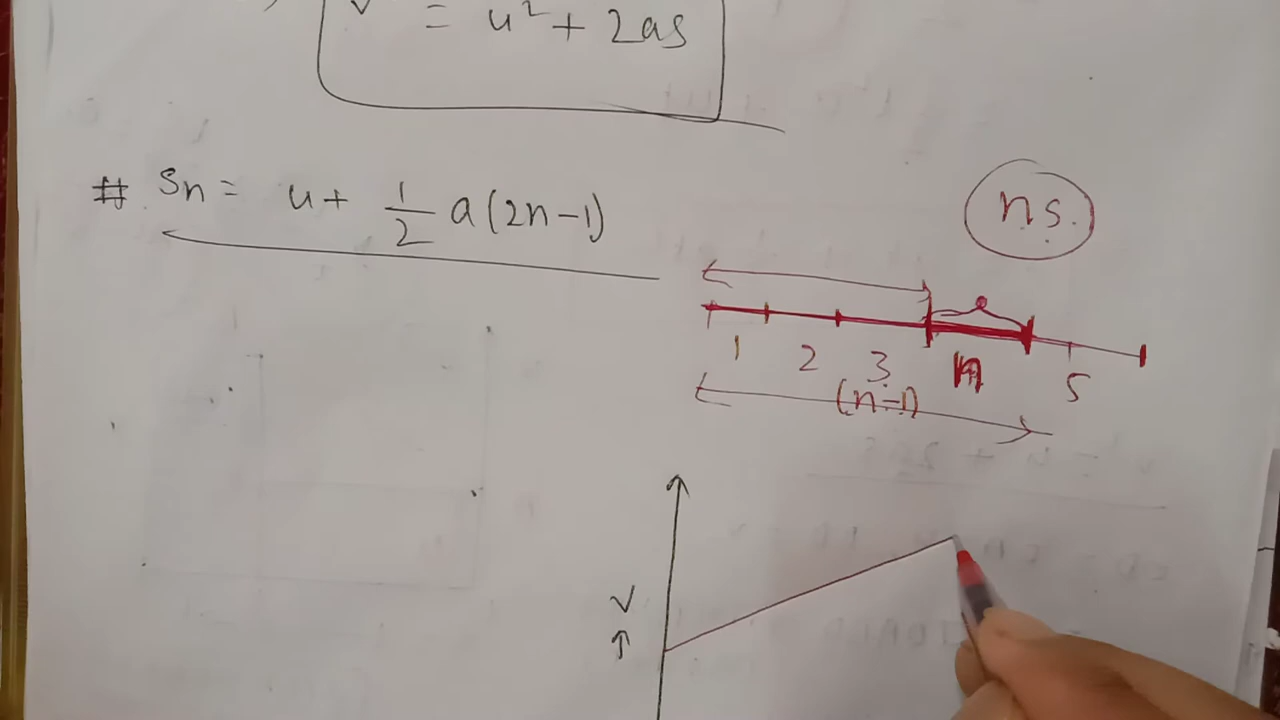 v = u² + 2as
# Sn = u + 1/2 a(2n-1)
ns.
1 2 3 n 5
(n-1)
V